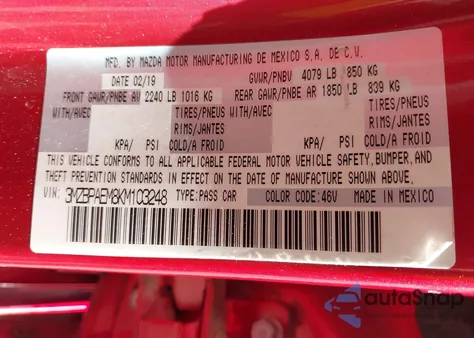 MFD. BY MAZDA MOTOR MANUFACTURING DE MEXICO S.A. DE C.V.
DATE 02/19 GVWR/PNBV 4079 LB 1850 KG
FRONT GAWR/PNBE AV 2240 LB 1016 KG REAR GAWR/PNBE AR 1850 LB 839 KG
WITH/AVEC TIRES/PNEU WITH/AVEC TIRES/PNEU
RIMS/JANTES RIMS/JANTES
KPA/ PSI COLD/A FROID KPA/ PSI COLD/A FROID
THIS VEHICLE CONFORMS TO ALL APPLICABLE FEDERAL MOTOR VEHICLE SAFETY, BUMPER, AND
THEFT PREVENTION STANDARDS IN EFFECT ON THE DATE OF MANUFACTURE SHOWN ABOVE.
VIN: 3MZBPAEM8KM103248 TYPE: PASS CAR COLOR CODE: 46V MADE IN MEXICO
autoSnap